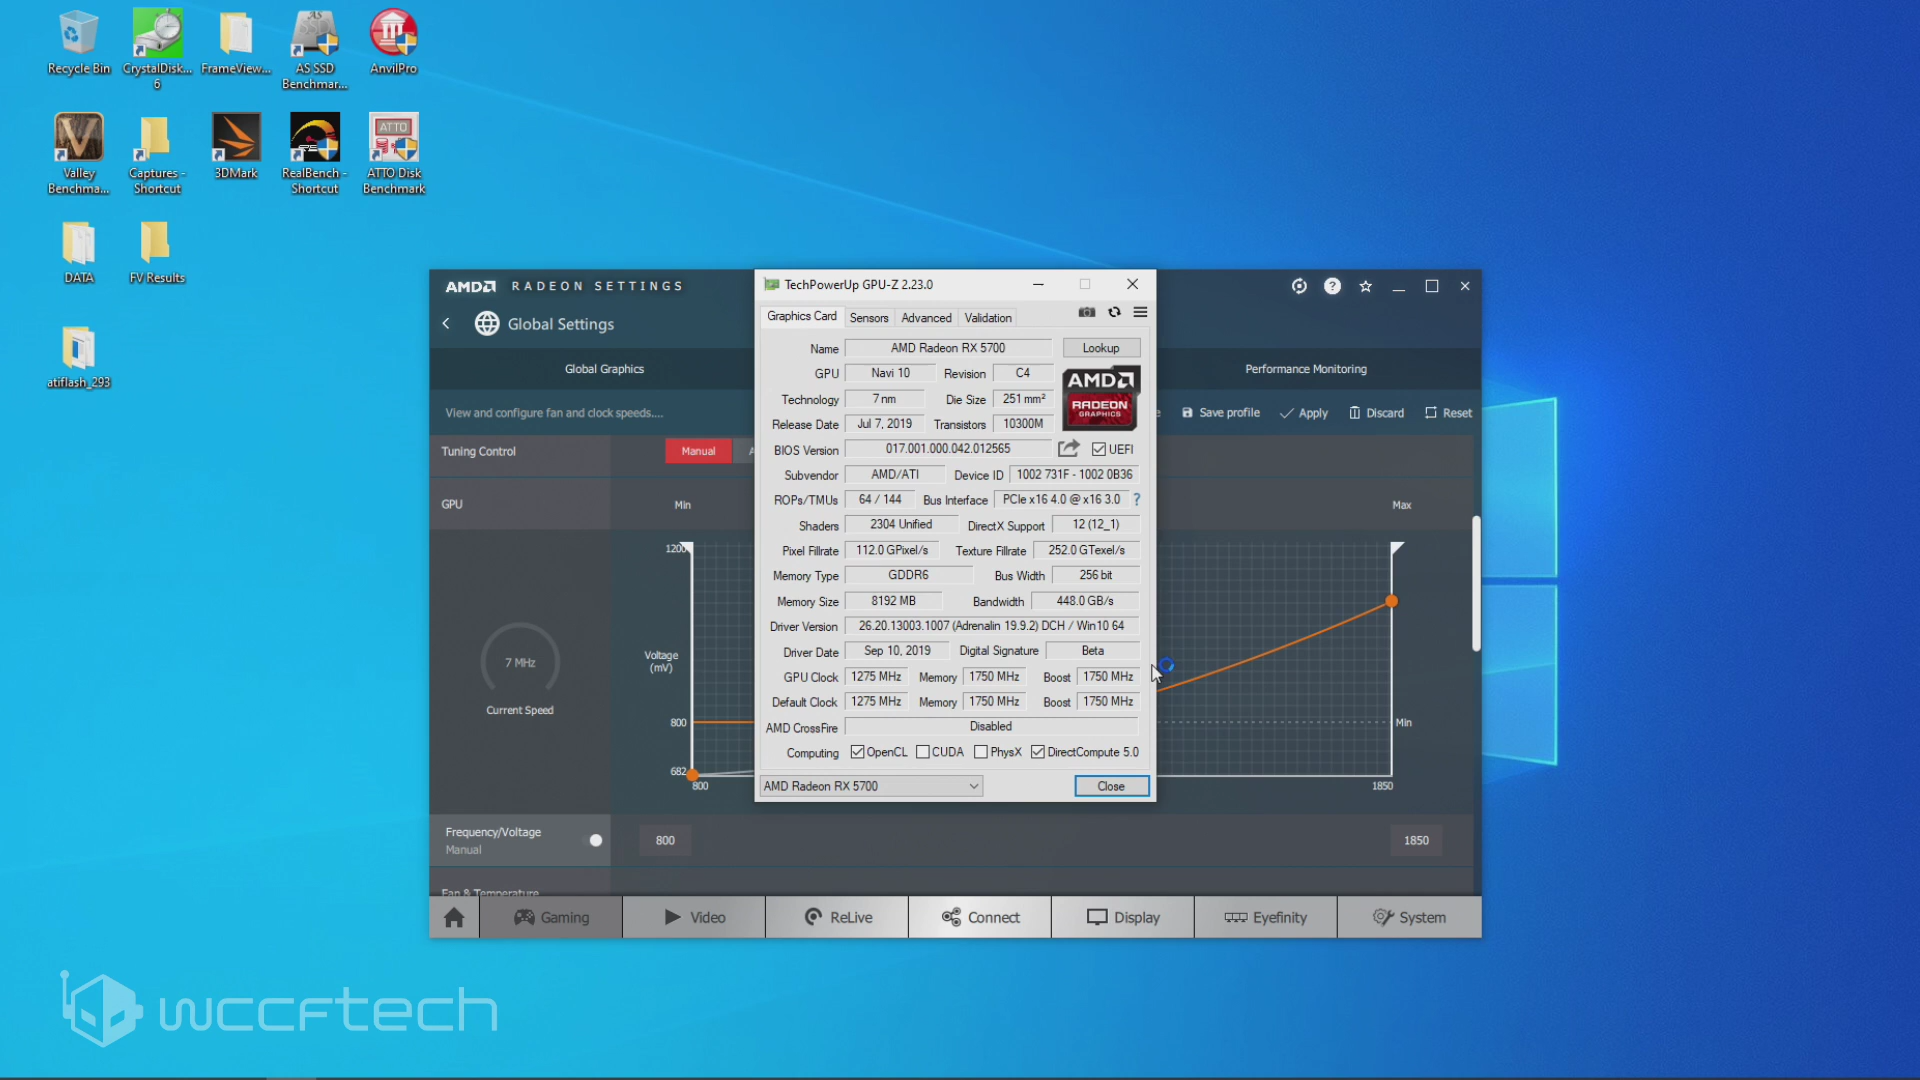 Recycle Bin
CrystalDisk...
6
FrameView...
AS SSD
Benchmar...
AnvilPro
Valley
Benchma...
Captures -
Shortcut
3DMark
RealBench -
Shortcut
ATTO
ATTO Disk
Benchmark
DATA
FV Results
atiflash_293
AMD RADEON SETTINGS
Global Settings
Global Graphics
Performance Monitoring
View and configure fan and clock speeds....
Save profile
Apply
Discard
Reset
Tuning Control
Manual
GPU
Min
Max
1200
Voltage
(mV)
800
682
800
1850
Min
7 MHz
Current Speed
Frequency/Voltage
Manual
800
1850
Fan & Temperature
Gaming
Video
ReLive
Connect
Display
Eyefinity
System
TechPowerUp GPU-Z 2.23.0
Graphics Card Sensors Advanced Validation
Name AMD Radeon RX 5700 Lookup
GPU Navi 10 Revision C4
AMD
RADEON
GRAPHICS
Technology 7 nm Die Size 251 mm²
Release Date Jul 7, 2019 Transistors 10300M
BIOS Version 017.001.000.042.012565 UEFI
Subvendor AMD/ATI Device ID 1002 731F - 1002 0B36
ROPs/TMUs 64 / 144 Bus Interface PCIe x16 4.0 @ x16 3.0 ?
Shaders 2304 Unified DirectX Support 12 (12_1)
Pixel Fillrate 112.0 GPixel/s Texture Fillrate 252.0 GTexel/s
Memory Type GDDR6 Bus Width 256 bit
Memory Size 8192 MB Bandwidth 448.0 GB/s
Driver Version 26.20.13003.1007 (Adrenalin 19.9.2) DCH / Win10 64
Driver Date Sep 10, 2019 Digital Signature Beta
GPU Clock 1275 MHz Memory 1750 MHz Boost 1750 MHz
Default Clock 1275 MHz Memory 1750 MHz Boost 1750 MHz
AMD CrossFire Disabled
Computing OpenCL CUDA PhysX DirectCompute 5.0
AMD Radeon RX 5700 Close
wccftech